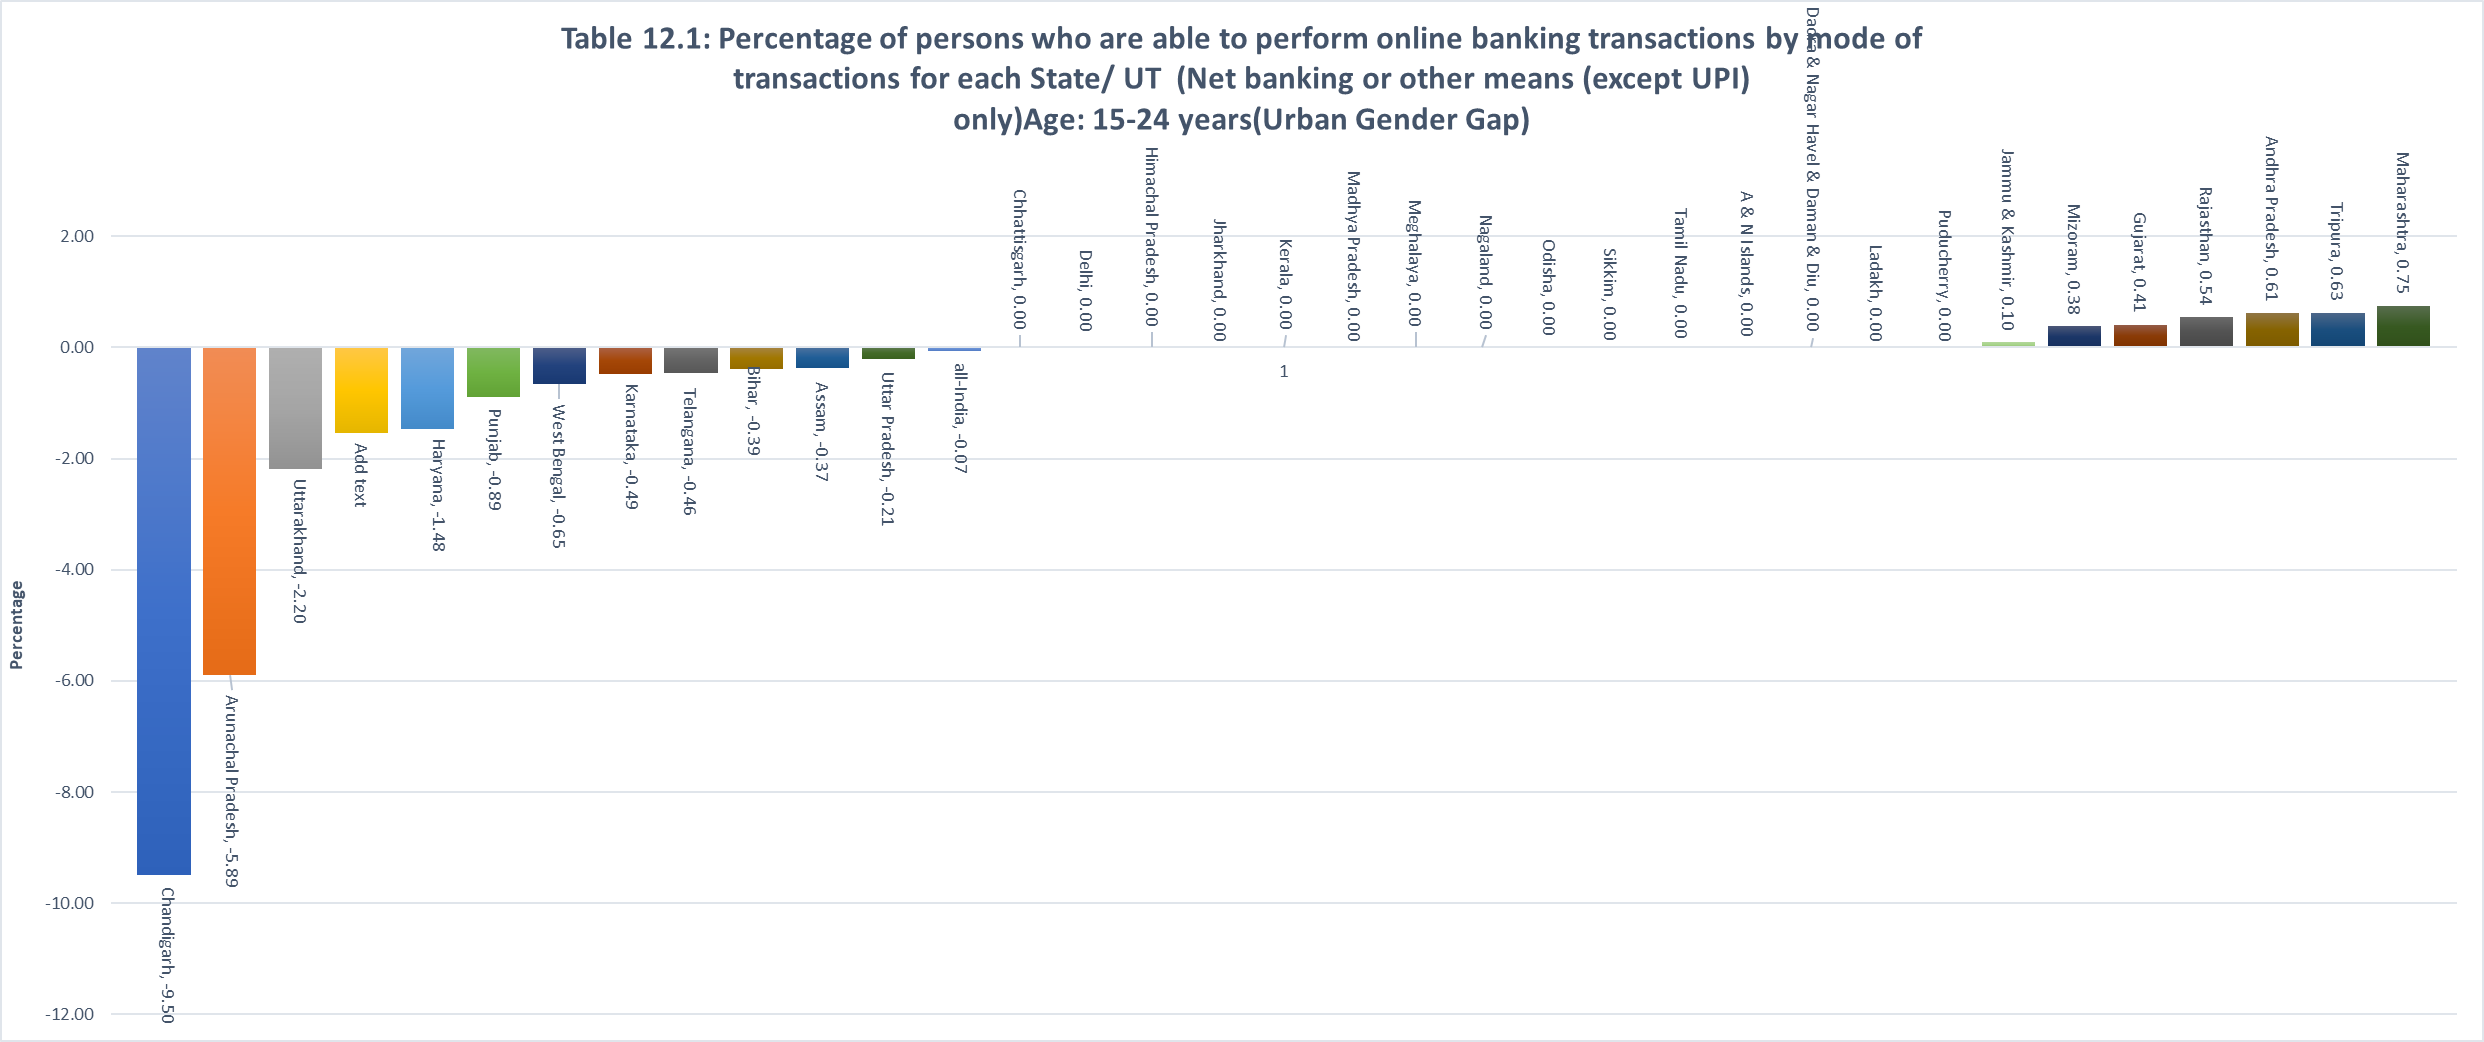 Table 12.1: Percentage of persons who are able to perform online banking transactions by mode of
transactions for each State/ UT  (Net banking or other means (except UPI)
only)Age: 15-24 years(Urban Gender Gap)
Percentage
2.00
0.00
-2.00
-4.00
-6.00
-8.00
-10.00
-12.00
Chandigarh, -9.50
Arunachal Pradesh, -5.89
Uttarakhand, -2.20
Add text
Haryana, -1.48
Punjab, -0.89
West Bengal, -0.65
Karnataka, -0.49
Telangana, -0.46
Bihar, -0.39
Assam, -0.37
Uttar Pradesh, -0.21
all-India, -0.07
Chhattisgarh, 0.00
Delhi, 0.00
Himachal Pradesh, 0.00
Jharkhand, 0.00
Kerala, 0.00
Madhya Pradesh, 0.00
Meghalaya, 0.00
Nagaland, 0.00
Odisha, 0.00
Sikkim, 0.00
Tamil Nadu, 0.00
A & N Islands, 0.00
Dadra & Nagar Havel & Daman & Diu, 0.00
Ladakh, 0.00
Puducherry, 0.00
Jammu & Kashmir, 0.10
Mizoram, 0.38
Gujarat, 0.41
Rajasthan, 0.54
Andhra Pradesh, 0.61
Tripura, 0.63
Maharashtra, 0.75
1